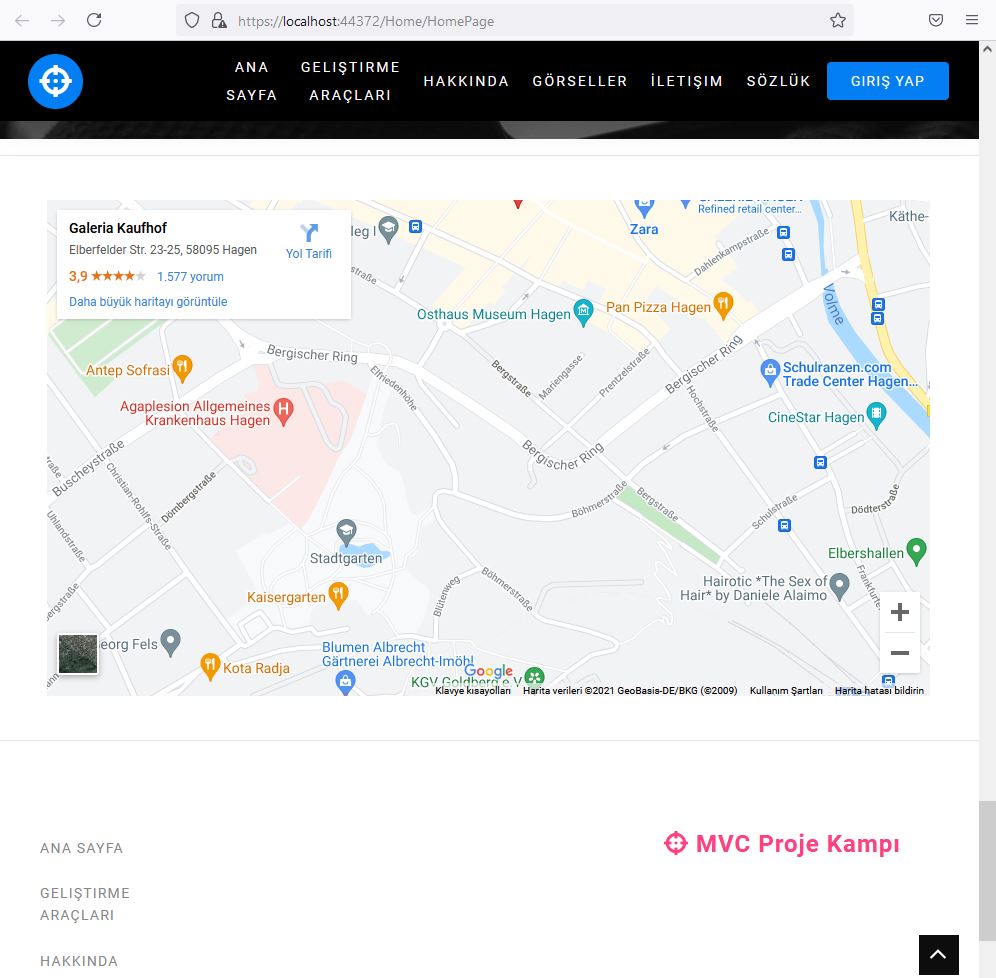 https://localhost:44372/Home/HomePage
ANA SAYFA
GELIŞTIRME ARAÇLARI
HAKKINDA
GÖRSELLER
İLETIŞIM
SÖZLÜK
GIRIŞ YAP
Galeria Kaufhof
Elberfelder Str. 23-25, 58095 Hagen
3,9
1.577 yorum
Daha büyük haritayı görüntüle
Yol Tarifi
Zara
Refined retail center...
Käthe-
Dahlenkampstraße
Volme
Osthaus Museum Hagen
Pan Pizza Hagen
Bergischer Ring
Bergischer Ring
Bergischer Ring
Antep Sofrasi
Elfriedenhöhe
Bergstraße
Mariengasse
Prentzelstraße
Hochstraße
Schulranzen.com
Trade Center Hagen...
Agaplesion Allgemeines
Krankenhaus Hagen
CineStar Hagen
Buscheystraße
Christian-Rohlfs-Straße
Dömbergstraße
Uhlandstraße
Böhmerstraße
Bergstraße
Schulstraße
Dödterstraße
Stadtgarten
Elbershallen
Kaisergarten
Blütenweg
Böhmerstraße
Hairotic *The Sex of
Hair* by Daniele Alaimo
Frankfurter
eorg Fels
Kota Radja
Blumen Albrecht
Gärtnerei Albrecht-Imöhl
Google
KGV Goldberg e.V
Klavye kısayolları
Harita verileri ©2021 GeoBasis-DE/BKG (©2009)
Kullanım Şartları
Harita hatası bildirin
ANA SAYFA
MVC Proje Kampı
GELIŞTIRME
ARAÇLARI
HAKKINDA